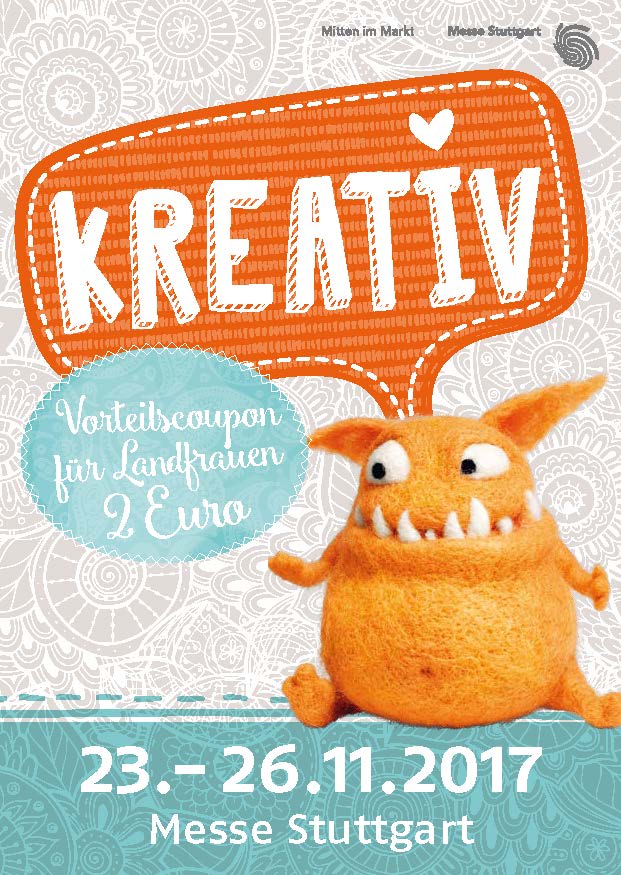 Mitten im Markt
Messe Stuttgart
KREATIV
Vorteilscoupon
für Landfrauen
2 Euro
23.– 26.11.2017
Messe Stuttgart